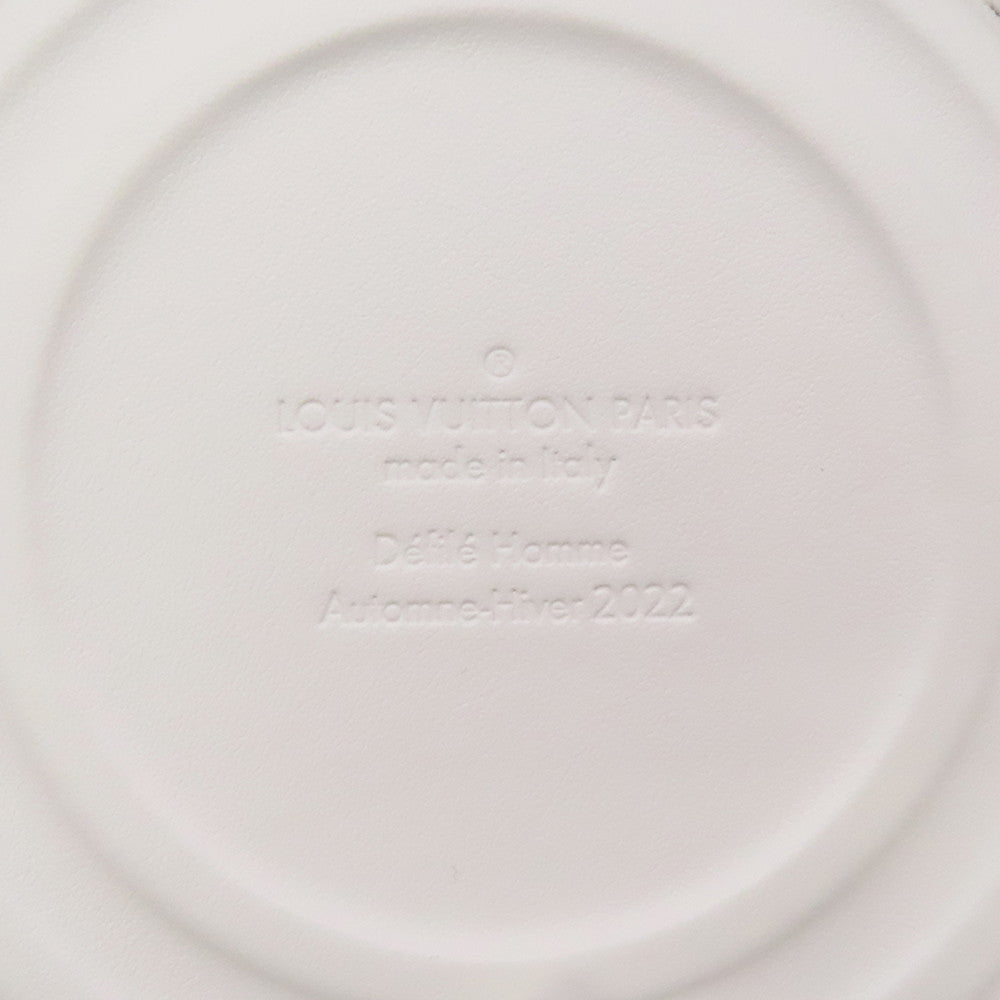 ®
LOUIS VUITTON PARIS
made in Italy
Défilé Homme
Automne-Hiver 2022